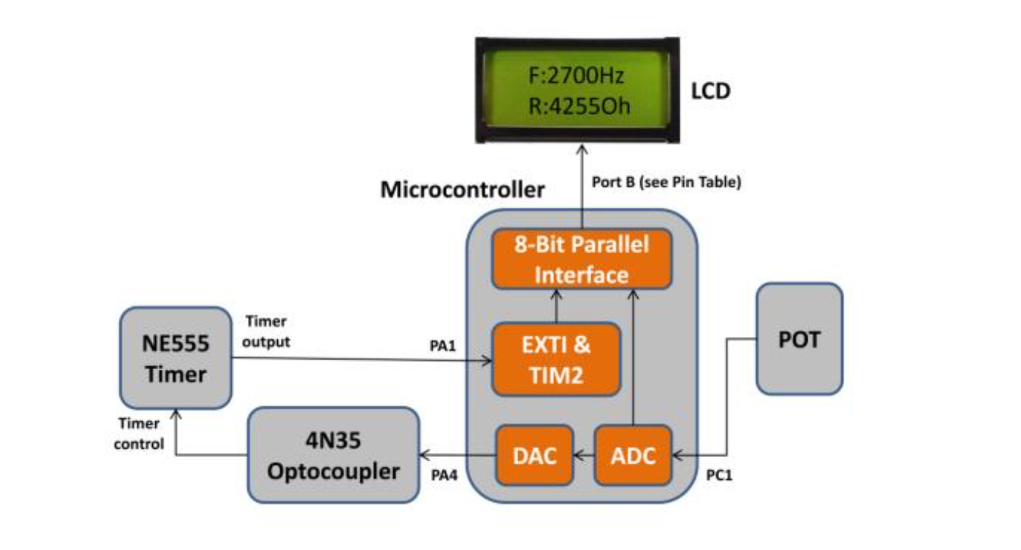 F:2700Hz
R:4255Oh
LCD
Port B (see Pin Table)
Microcontroller
8-Bit Parallel
Interface
NE555
Timer
Timer
output
PA1
EXTI &
TIM2
POT
Timer
control
4N35
Optocoupler
PA4
DAC
ADC
PC1